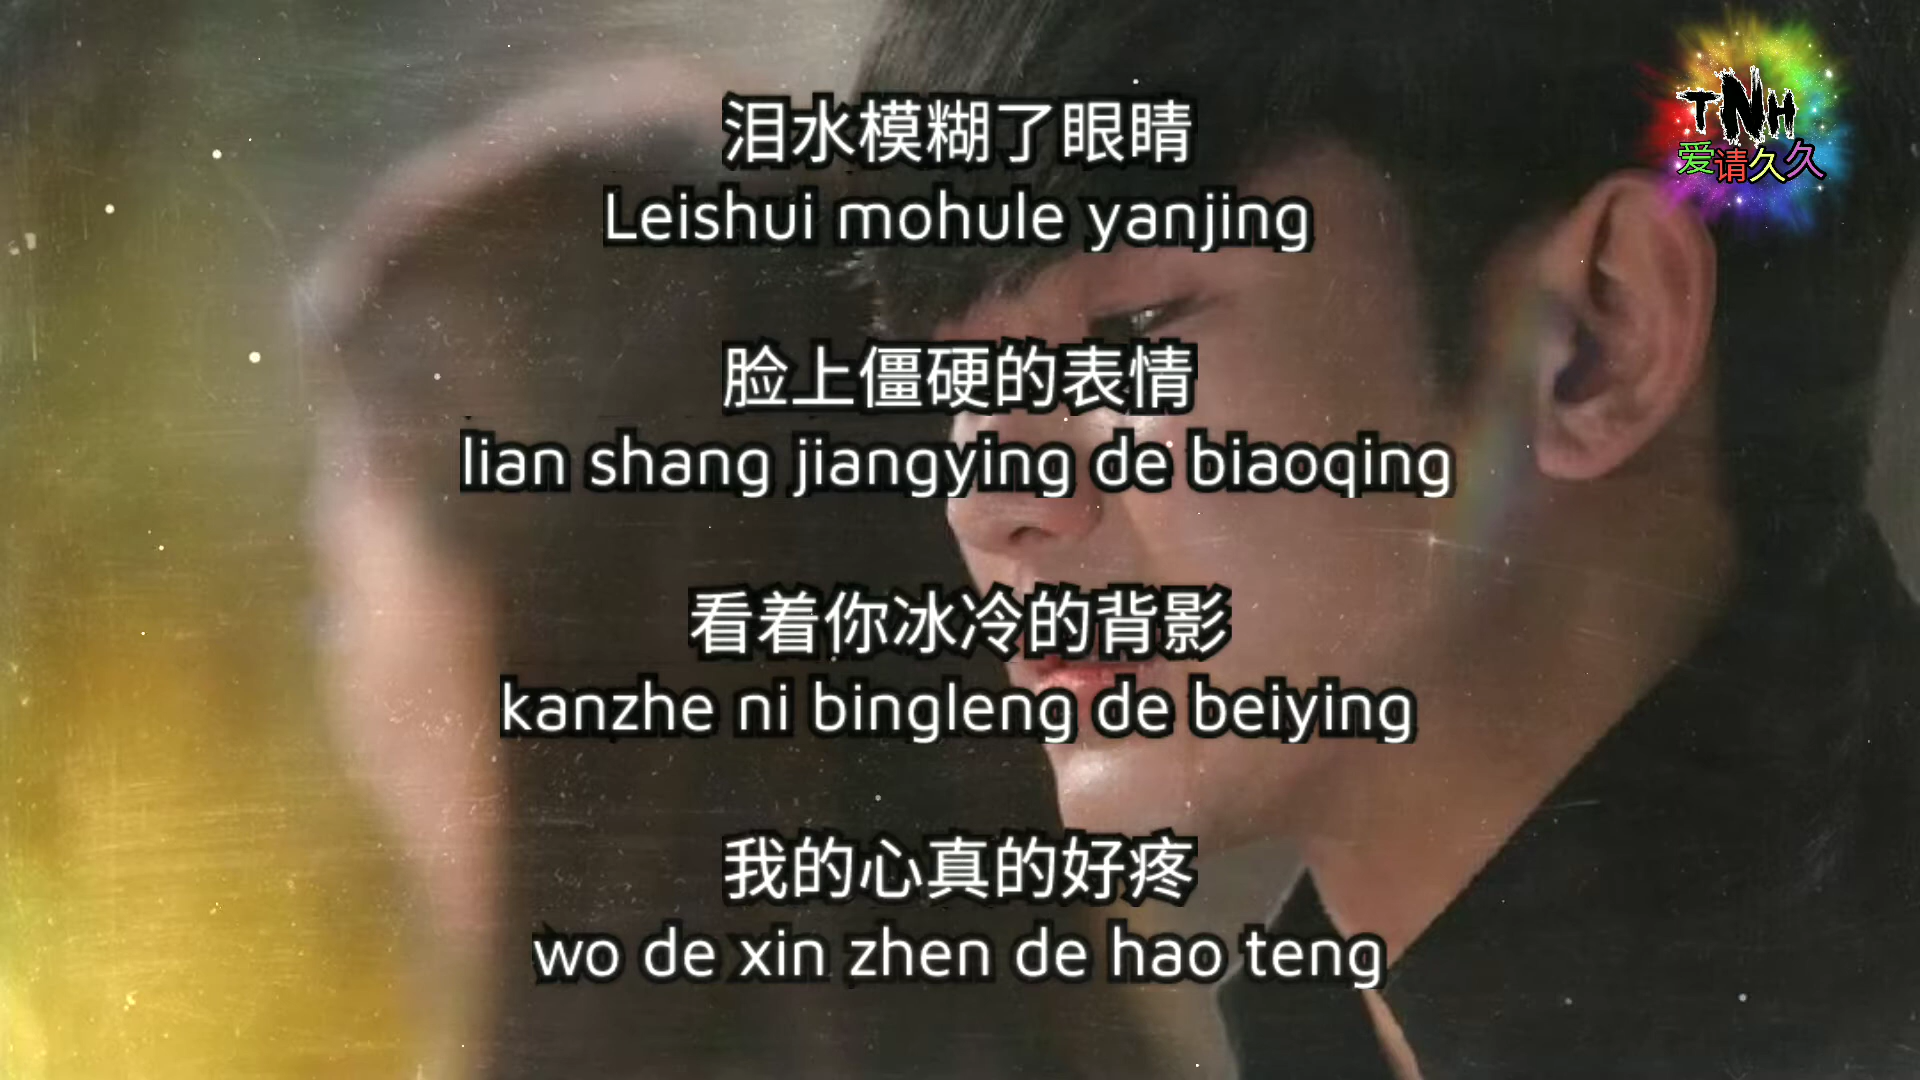 泪水模糊了眼睛
Leishui mohule yanjing
脸上僵硬的表情
lian shang jiangying de biaoqing
看着你冰冷的背影
kanzhe ni bingleng de beiying
我的心真的好疼
wo de xin zhen de hao teng
TNH
爱请久久